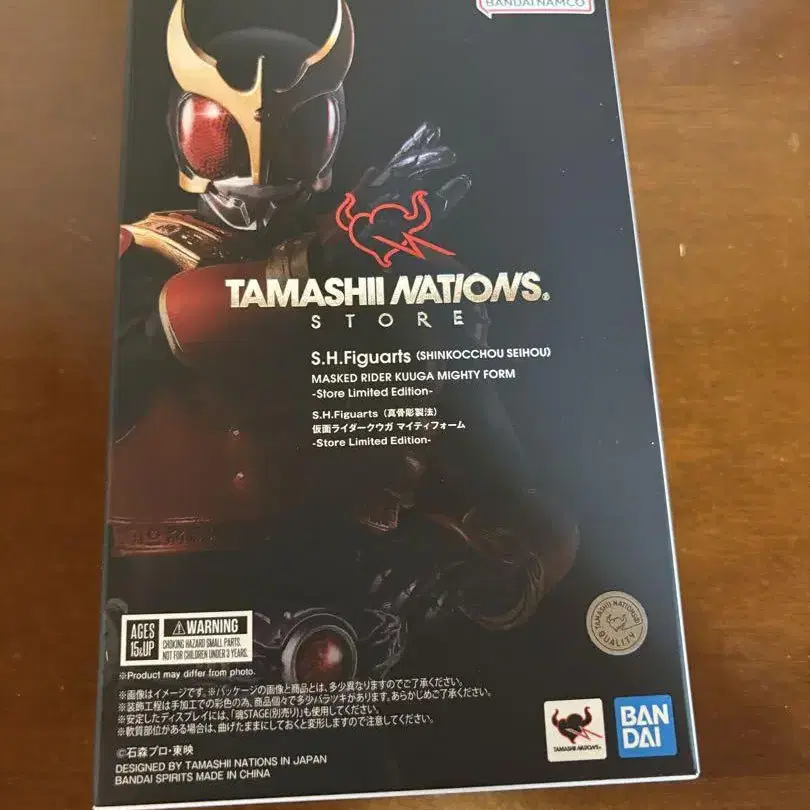 BANDAI NAMCO
TAMASHII NATIONS®
STORE
S.H.Figuarts (SHINKOCCHOU SEIHOU)
MASKED RIDER KUUGA MIGHTY FORM
-Store Limited Edition-
S.H.Figuarts（真骨彫製法）
仮面ライダークウガ マイティフォーム
-Store Limited Edition-
AGES
15&UP
⚠WARNING
CHOKING HAZARD SMALL PARTS.
NOT FOR CHILDREN UNDER 3 YEARS.
*Product may differ from photo.
※画像はイメージです。※パッケージの画像と商品とは、多少異なりますのでご了承ください。
※装飾工程は手加工での彩色の為、商品個々で多少バラツキがあります。あらかじめご了承ください。
※安定したディスプレイには、「魂STAGE(別売り)」も使用してください。
※軟質部位がある場合は、曲げたままにしておくと変形しますので注意してください。
©石森プロ・東映
DESIGNED BY TAMASHII NATIONS IN JAPAN
BANDAI SPIRITS MADE IN CHINA
TAMASHII NATIONS
QUALITY
TAMASHII NATIONS
BAN
DAI